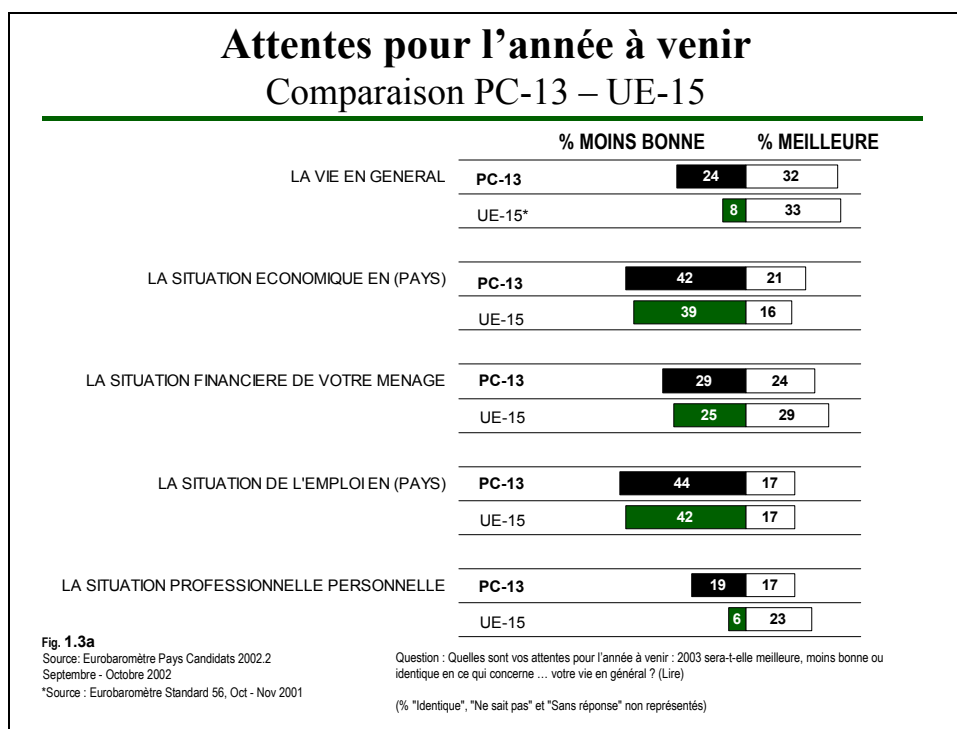 Attentes pour l’année à venir
Comparaison PC-13 – UE-15
% MOINS BONNE % MEILLEURE
LA VIE EN GENERAL PC-13 24 32
UE-15* 8 33
LA SITUATION ECONOMIQUE EN (PAYS) PC-13 42 21
UE-15 39 16
LA SITUATION FINANCIERE DE VOTRE MENAGE PC-13 29 24
UE-15 25 29
LA SITUATION DE L'EMPLOI EN (PAYS) PC-13 44 17
UE-15 42 17
LA SITUATION PROFESSIONNELLE PERSONNELLE PC-13 19 17
UE-15 6 23
Fig. 1.3a
Source: Eurobaromètre Pays Candidats 2002.2
Septembre - Octobre 2002
*Source : Eurobaromètre Standard 56, Oct - Nov 2001
Question : Quelles sont vos attentes pour l’année à venir : 2003 sera-t-elle meilleure, moins bonne ou
identique en ce qui concerne … votre vie en général ? (Lire)
(% "Identique", "Ne sait pas" et "Sans réponse" non représentés)